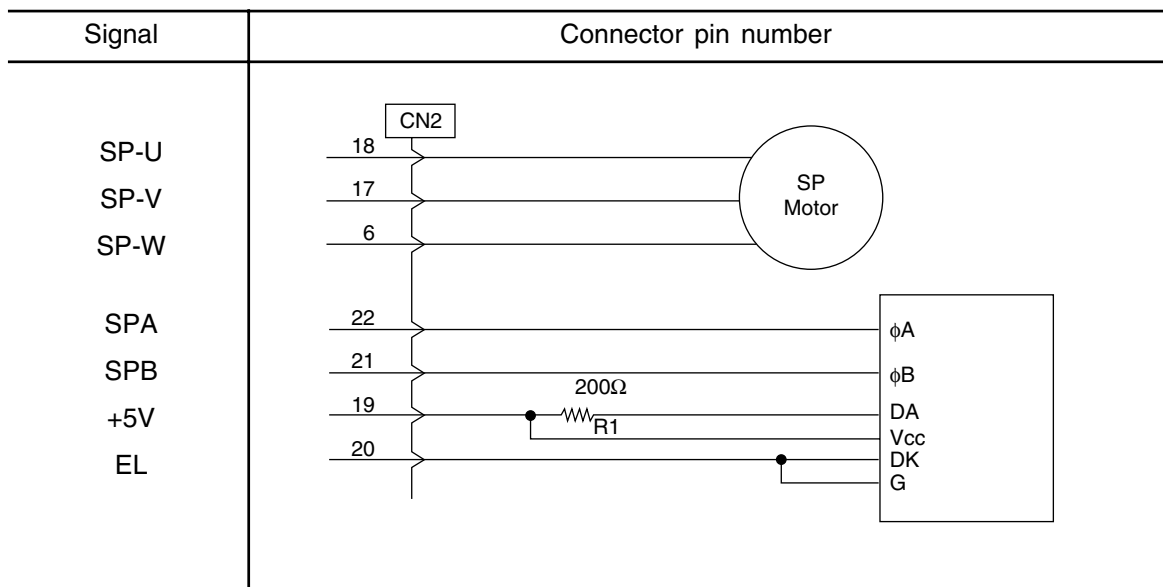 Signal Connector pin number
CN2
SP-U 18
SP-V 17
SP-W 6
SP
Motor
SPA 22 ϕA
SPB 21 ϕB
200Ω
+5V 19 DA
R1
Vcc
EL 20 DK
G